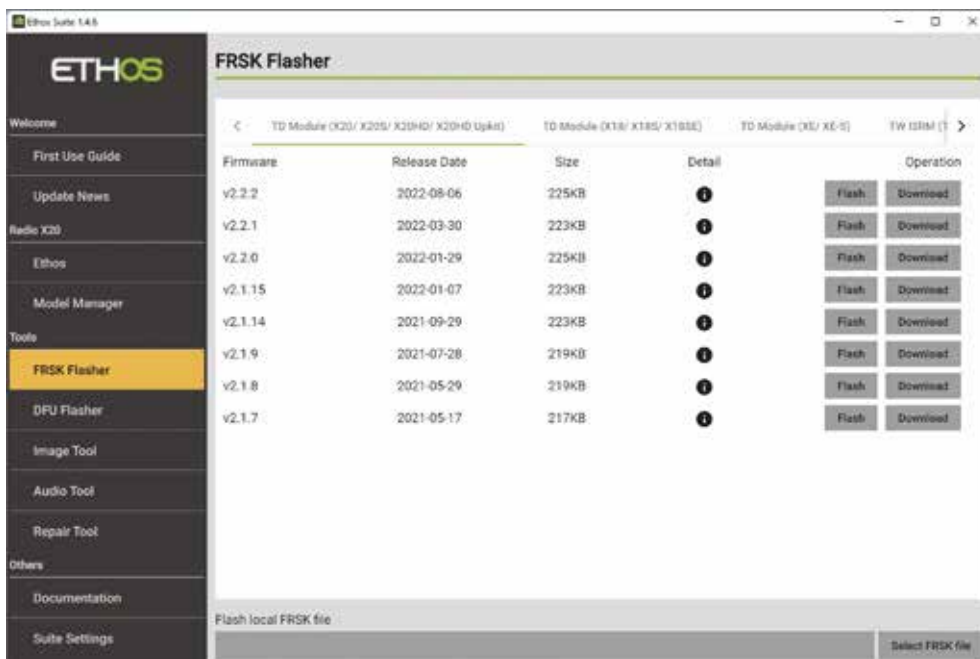 Ethos Suite 1.4.6
ETHOS
Welcome
First Use Guide
Update News
Radio X20
Ethos
Model Manager
Tools
FRSK Flasher
DFU Flasher
Image Tool
Audio Tool
Repair Tool
Others
Documentation
Suite Settings
FRSK Flasher
TD Module (X20/ X20S/ X20HD/ X20HD Upkit) TD Module (X18/ X18S/ X18SE) TD Module (XE/ XE-S) TW ISRM (T
Firmware Release Date Size Detail Operation
v2.2.2 2022-08-06 225KB Flash Download
v2.2.1 2022-03-30 223KB Flash Download
v2.2.0 2022-01-29 225KB Flash Download
v2.1.15 2022-01-07 223KB Flash Download
v2.1.14 2021-09-29 223KB Flash Download
v2.1.9 2021-07-28 219KB Flash Download
v2.1.8 2021-05-29 219KB Flash Download
v2.1.7 2021-05-17 217KB Flash Download
Flash local FRSK file
Select FRSK file